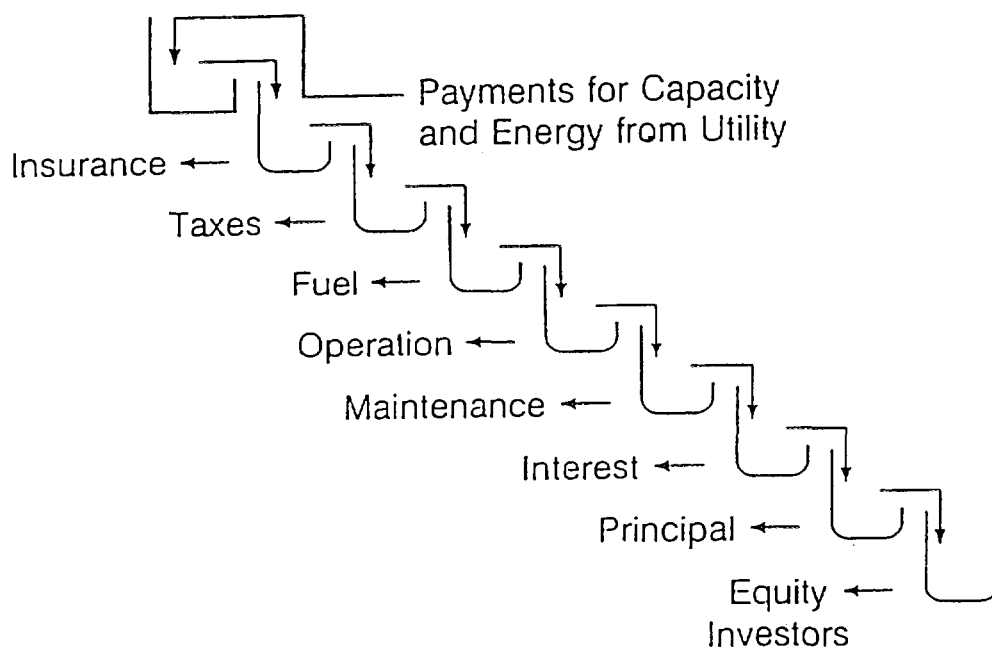 Payments for Capacity
and Energy from Utility
Insurance
Taxes
Fuel
Operation
Maintenance
Interest
Principal
Equity
Investors